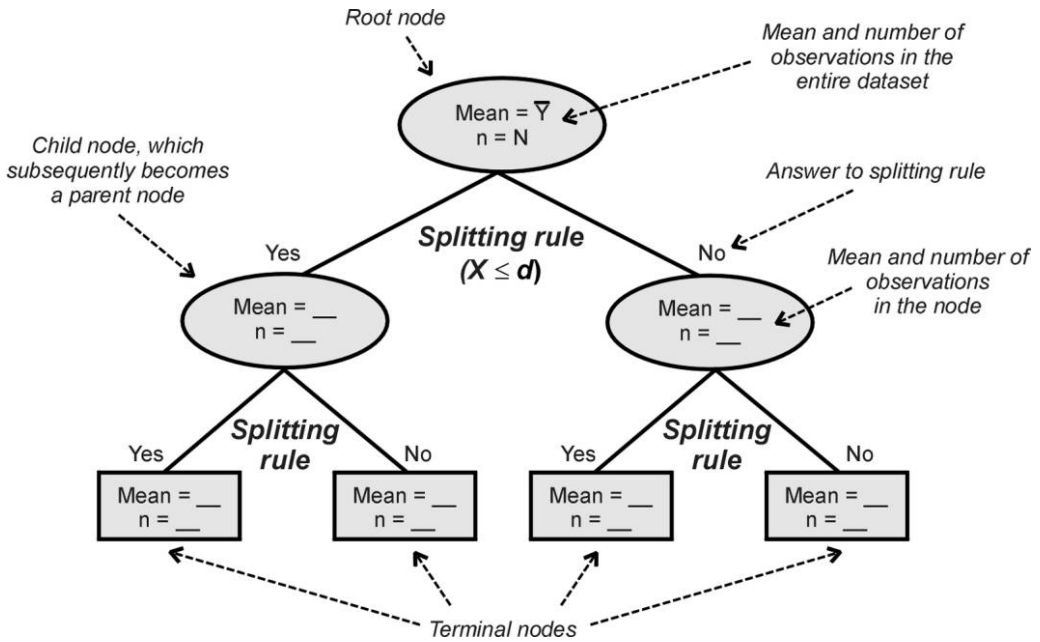 Root node
Mean and number of
observations in the
entire dataset
Mean = Ȳ
n = N
Child node, which
subsequently becomes
a parent node
Answer to splitting rule
Yes
Splitting rule
(X ≤ d)
No
Mean and number of
observations
in the node
Mean = __
n = __
Mean = __
n = __
Yes
Splitting
rule
No
Yes
Splitting
rule
No
Mean = __
n = __
Mean = __
n = __
Mean = __
n = __
Mean = __
n = __
Terminal nodes